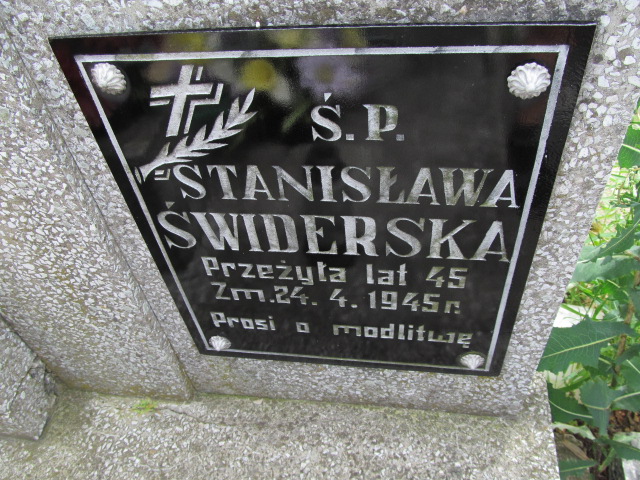 Ś.P.
STANISŁAWA
ŚWIDERSKA
Przeżyła lat 45
Zm. 24. 4. 1945r.
Prosi o modlitwę